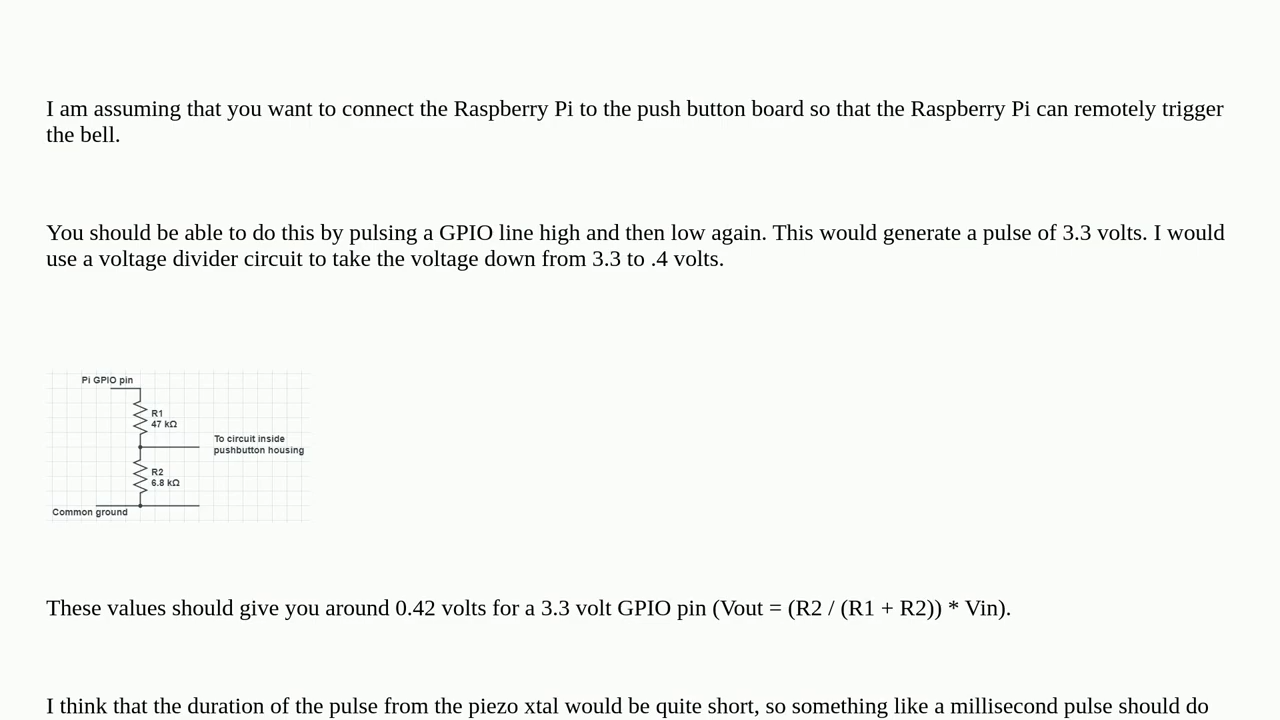 I am assuming that you want to connect the Raspberry Pi to the push button board so that the Raspberry Pi can remotely trigger
the bell.
You should be able to do this by pulsing a GPIO line high and then low again. This would generate a pulse of 3.3 volts. I would
use a voltage divider circuit to take the voltage down from 3.3 to .4 volts.
Pi GPIO pin
R1
47 kΩ
To circuit inside
pushbutton housing
R2
6.8 kΩ
Common ground
These values should give you around 0.42 volts for a 3.3 volt GPIO pin (Vout = (R2 / (R1 + R2)) * Vin).
I think that the duration of the pulse from the piezo xtal would be quite short, so something like a millisecond pulse should do